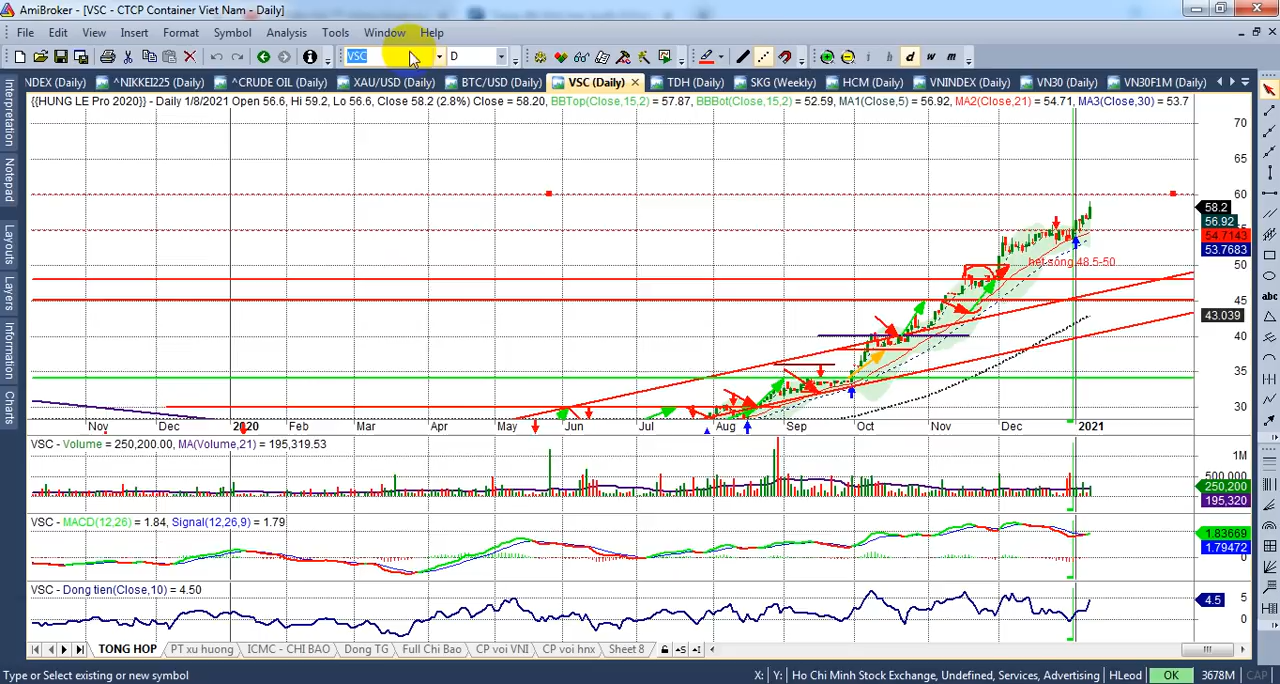 AmiBroker - [VSC - CTCP Container Viet Nam - Daily]
File Edit View Insert Format Symbol Analysis Tools Window Help
VSC D i d w m
NDEX (Daily) ^NIKKEI225 (Daily) ^CRUDE OIL (Daily) XAU/USD (Daily) BTC/USD (Daily) VSC (Daily) TDH (Daily) SKG (Weekly) HCM (Daily) VNINDEX (Daily) VN30 (Daily) VN30F1M (Daily)
{{HUNG LE Pro 2020}} - Daily 1/8/2021 Open 56.6, Hi 59.2, Lo 56.6, Close 58.2 (2.8%) Close = 58.20, BBTop(Close,15,2) = 57.87, BBBot(Close,15,2) = 52.59, MA1(Close,5) = 56.92, MA2(Close,21) = 54.71, MA3(Close,30) = 53.7
Interpretation
Notepad
Layouts
Layers
Information
Charts
70
65
60
58.2
56.92
55
54.7143
53.7683
het song 48.5-50
50
45
43.039
40
35
30
Nov Dec 2020 Feb Mar Apr May Jun Jul Aug Sep Oct Nov Dec 2021
VSC - Volume = 250,200.00, MA(Volume,21) = 195,319.53
1M
500,000
250,200
195,320
VSC - MACD(12,26) = 1.84, Signal(12,26,9) = 1.79
1.83669
1.79472
0
VSC - Dong tien(Close,10) = 4.50
5
4.5
0
TONG HOP PT xu huong ICMC - CHI BAO Dong TG Full Chi Bao CP voi VNI CP voi hnx Sheet 8
abc
Type or Select existing or new symbol X: Y: Ho Chi Minh Stock Exchange, Undefined, Services, Advertising HLeod OK 3678M CAP